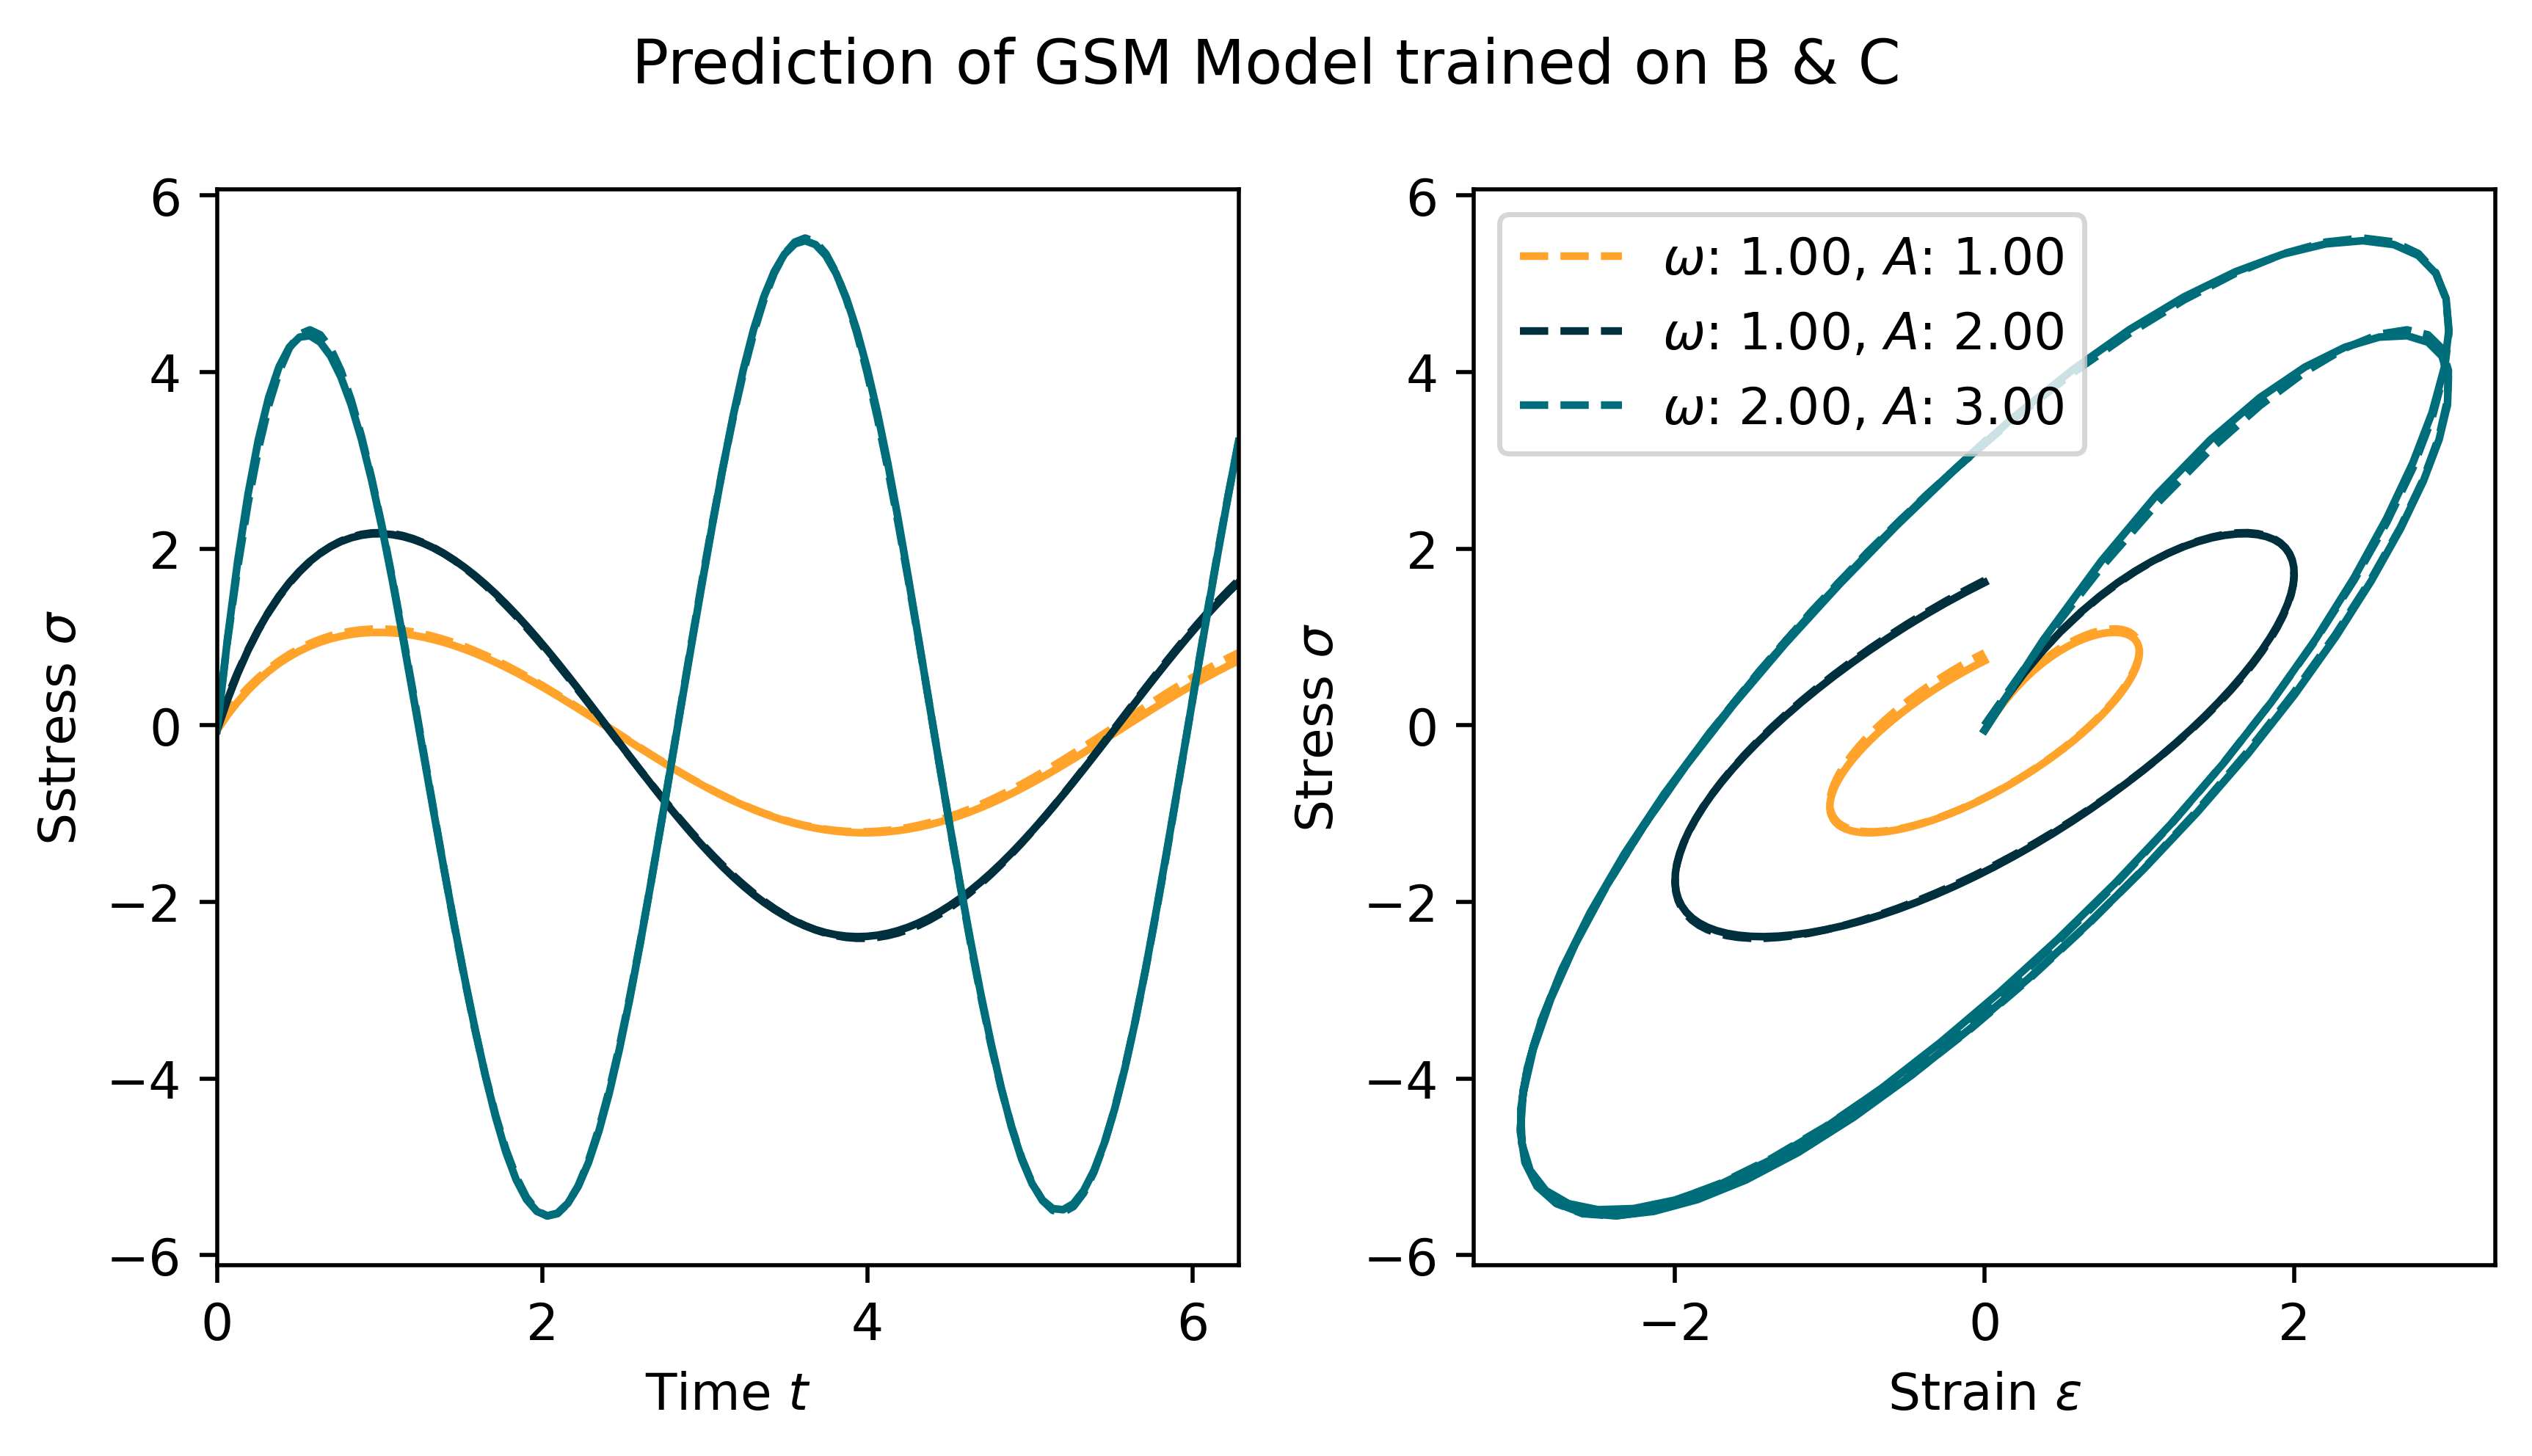 Prediction of GSM Model trained on B & C
6
4
2
0
−2
−4
−6
Sstress σ
0 2 4 6
Time t
6
4
2
0
−2
−4
−6
Stress σ
ω: 1.00, A: 1.00
ω: 1.00, A: 2.00
ω: 2.00, A: 3.00
−2 0 2
Strain ε